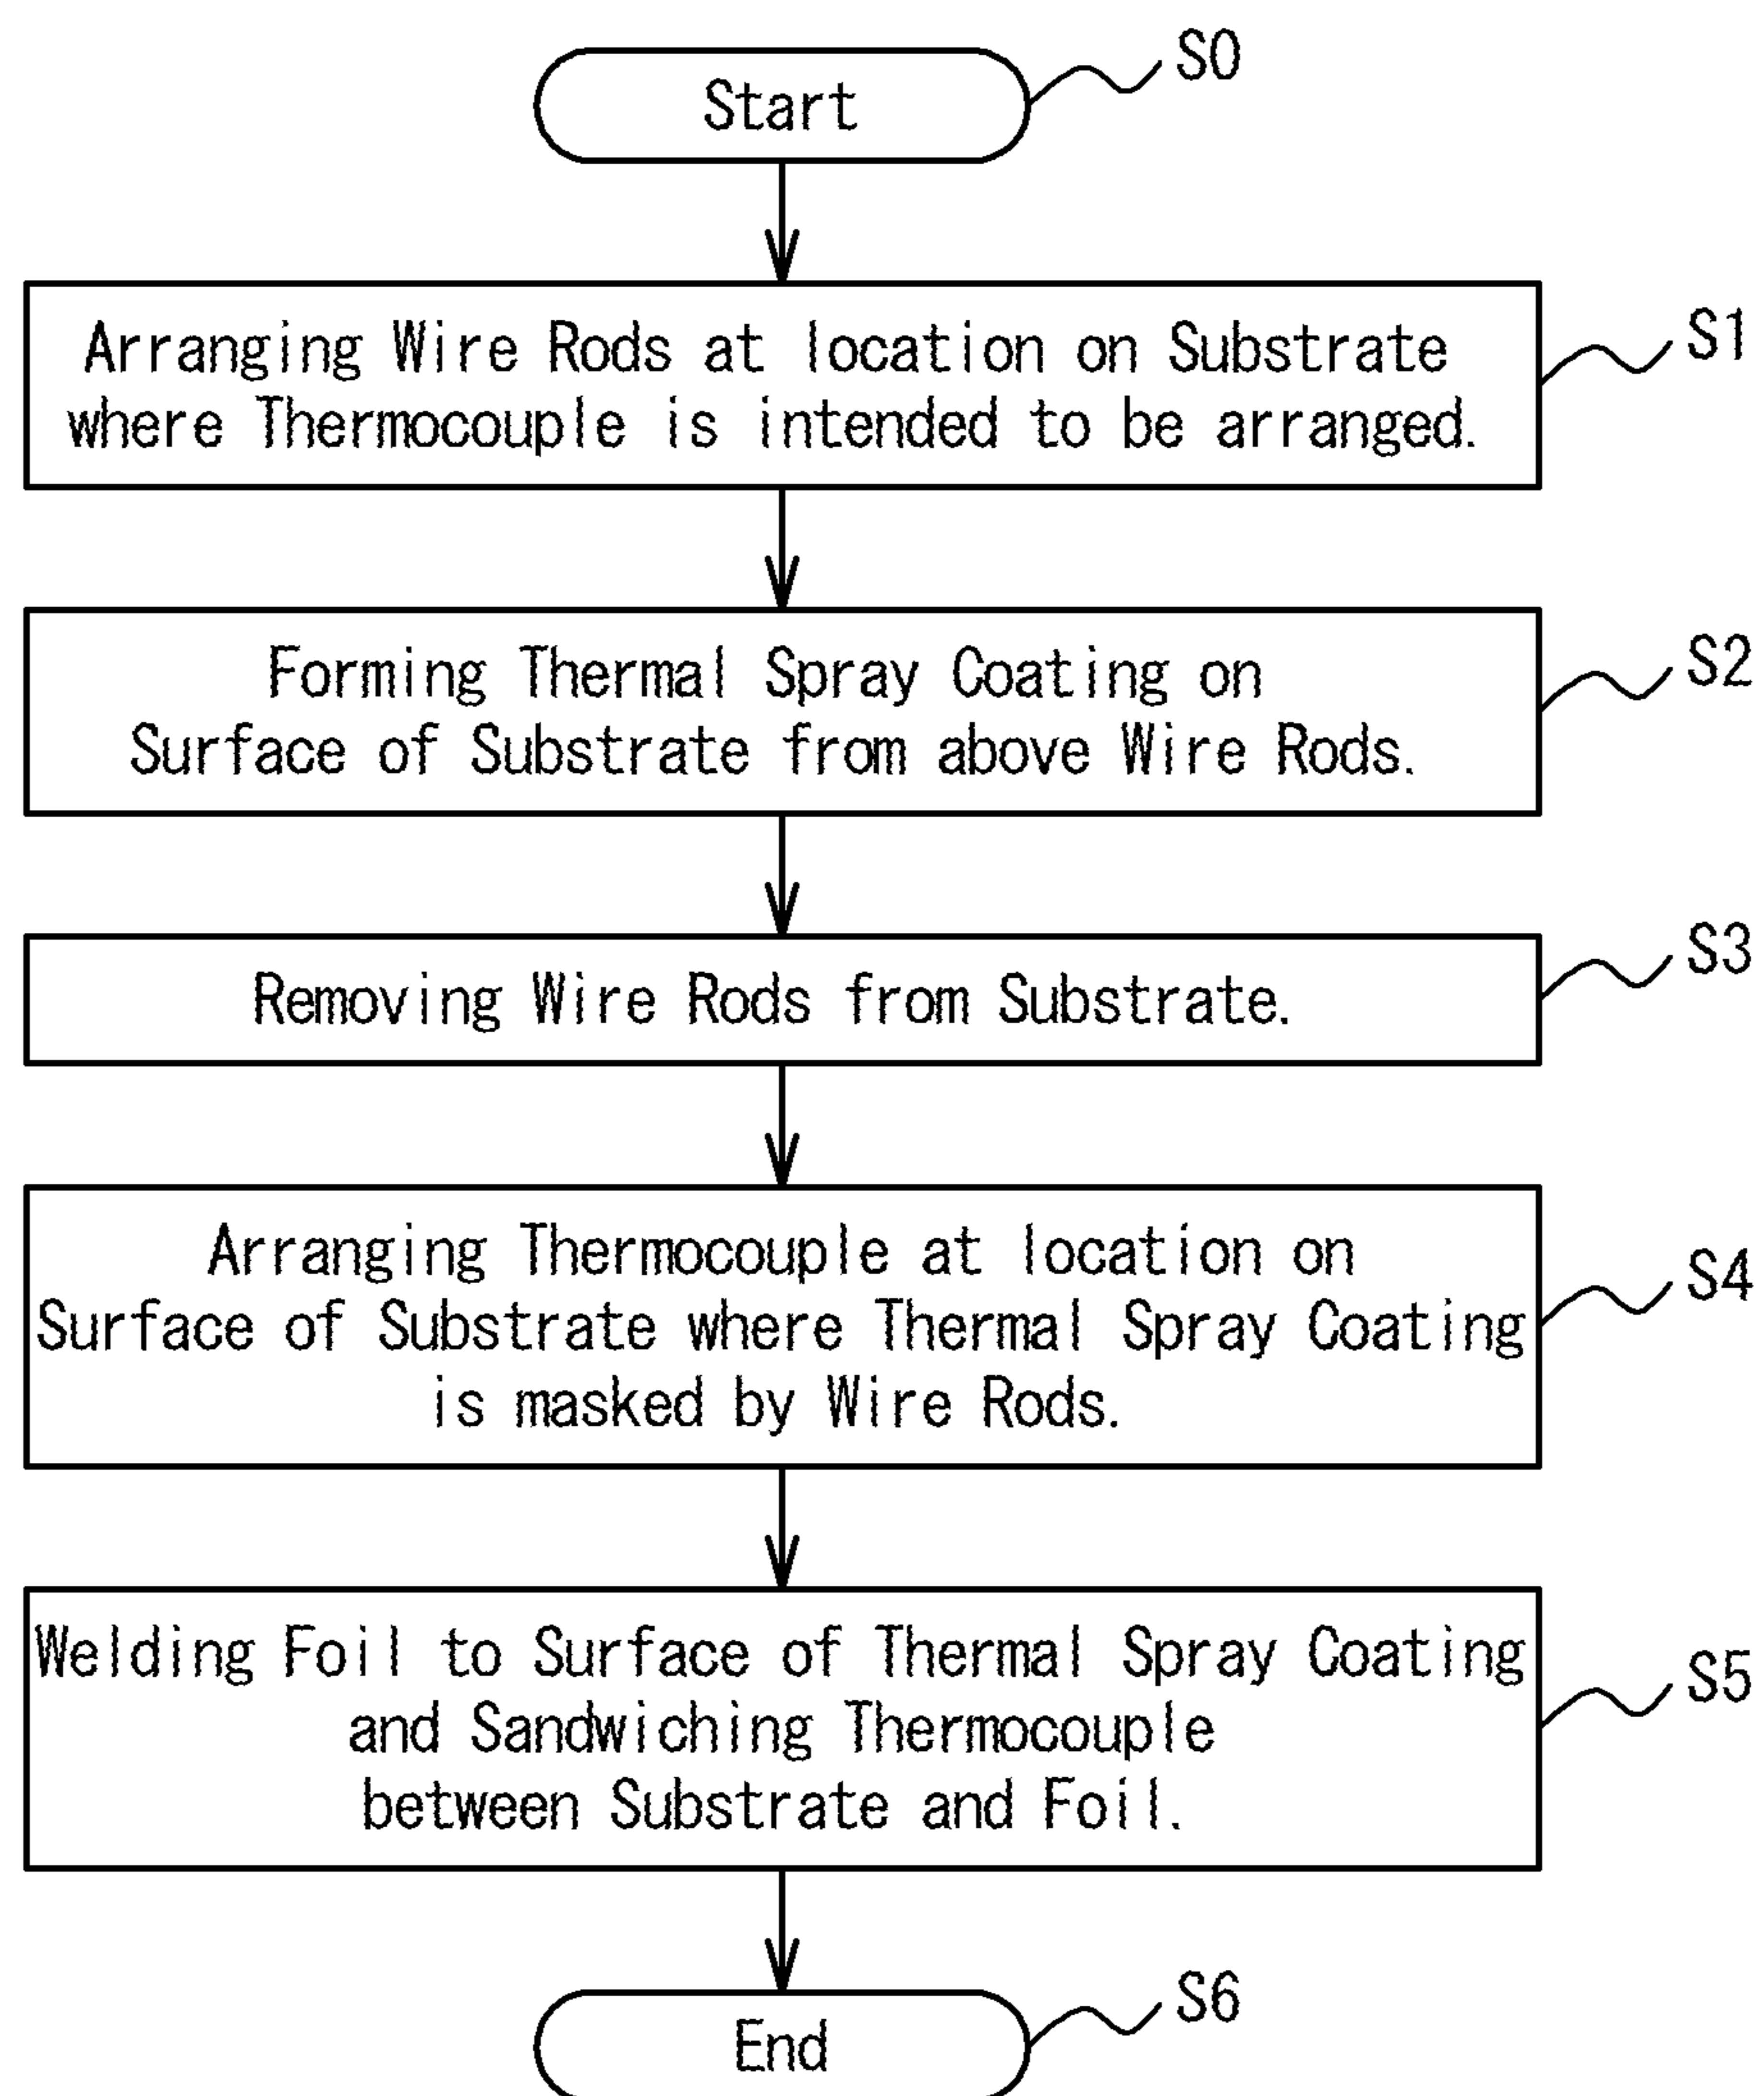 Start
S0
Arranging Wire Rods at location on Substrate
where Thermocouple is intended to be arranged.
S1
Forming Thermal Spray Coating on
Surface of Substrate from above Wire Rods.
S2
Removing Wire Rods from Substrate.
S3
Arranging Thermocouple at location on
Surface of Substrate where Thermal Spray Coating
is masked by Wire Rods.
S4
Welding Foil to Surface of Thermal Spray Coating
and Sandwiching Thermocouple
between Substrate and Foil.
S5
End
S6